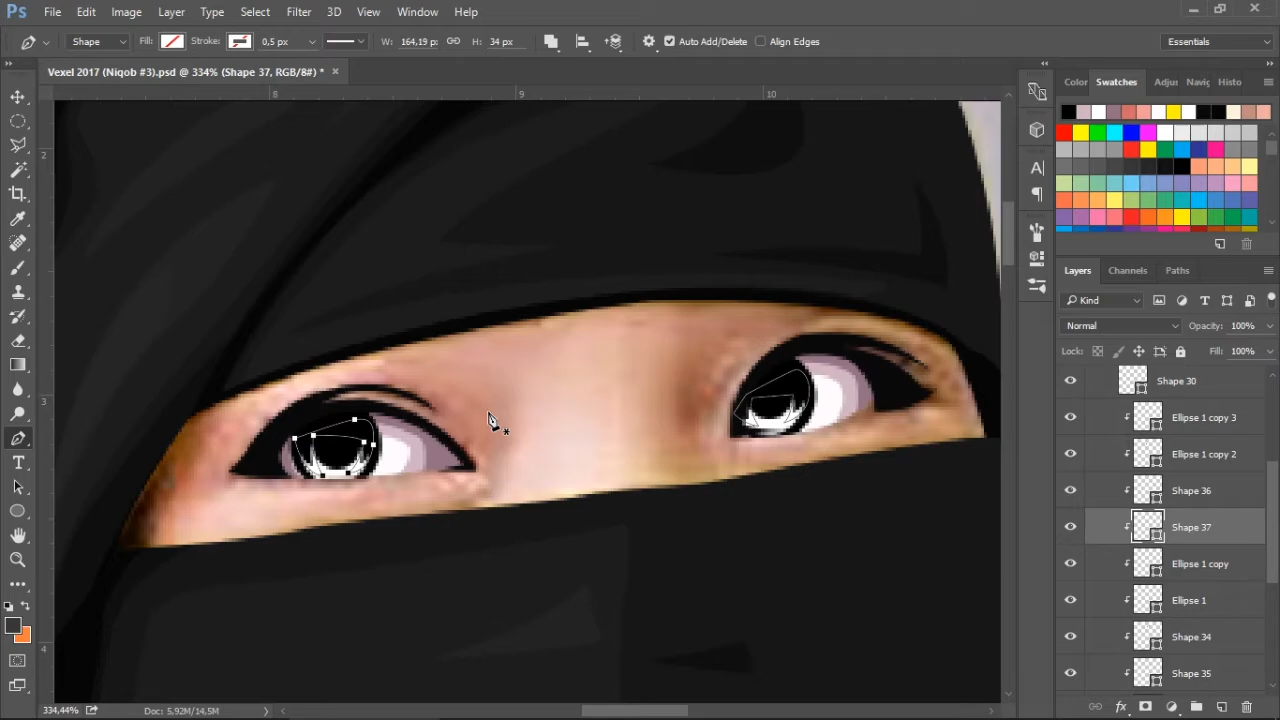 Ps File Edit Image Layer Type Select Filter 3D View Window Help
Shape Fill: Stroke: 0,5 px W: 164,19 p: H: 34 px Auto Add/Delete Align Edges Essentials
Vexel 2017 (Niqob #3).psd @ 334% (Shape 37, RGB/8#) * ×
8 9 10
2
3
4
Color Swatches Adju Navig Histo
Layers Channels Paths
Kind
Normal Opacity: 100%
Lock: Fill: 100%
Shape 30
Ellipse 1 copy 3
Ellipse 1 copy 2
Shape 36
Shape 37
Ellipse 1 copy
Ellipse 1
Shape 34
Shape 35
334,44% Doc: 5,92M/14,5M